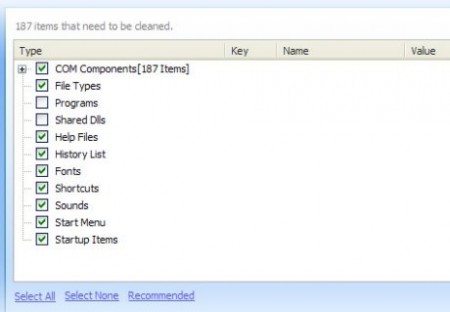 187 items that need to be cleaned.
Type Key Name Value
COM Components[187 Items]
File Types
Programs
Shared Dlls
Help Files
History List
Fonts
Shortcuts
Sounds
Start Menu
Startup Items
Select All Select None Recommended